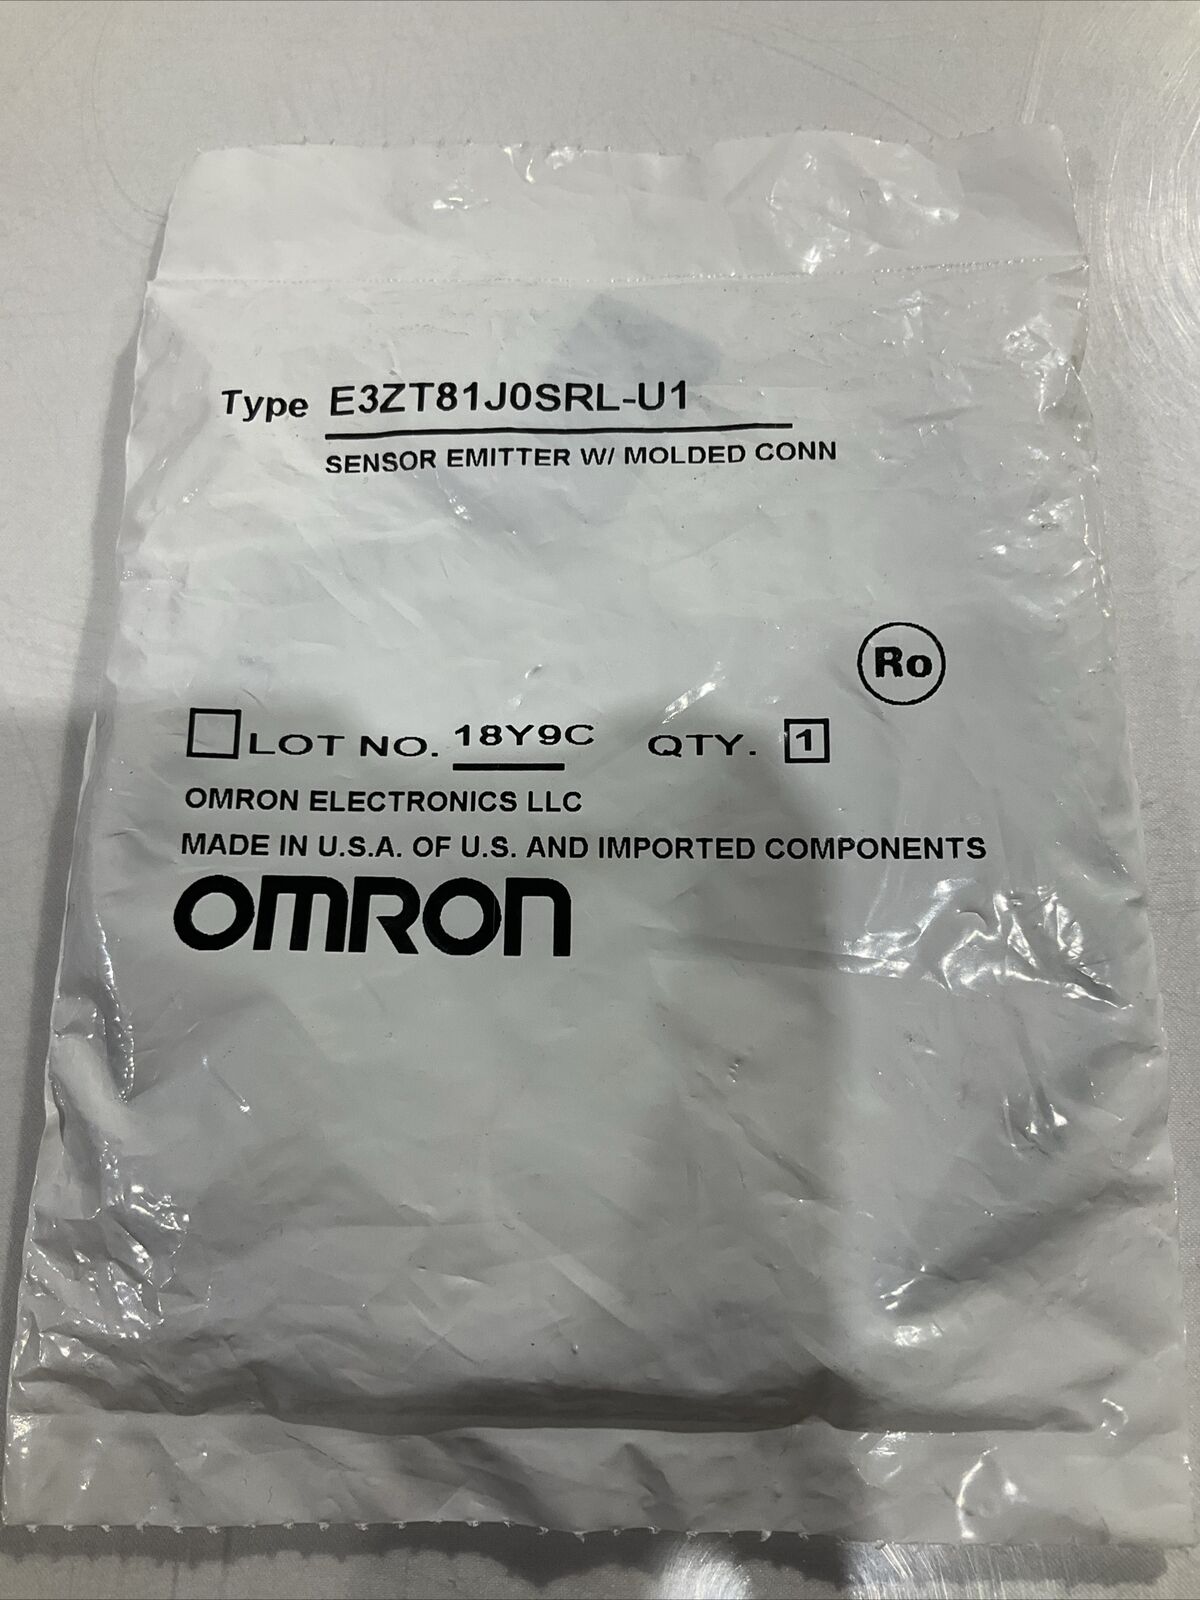 Type E3ZT81J0SRL-U1
SENSOR EMITTER W/ MOLDED CONN
Ro
LOT NO. 18Y9C QTY. 1
OMRON ELECTRONICS LLC
MADE IN U.S.A. OF U.S. AND IMPORTED COMPONENTS
OMRON